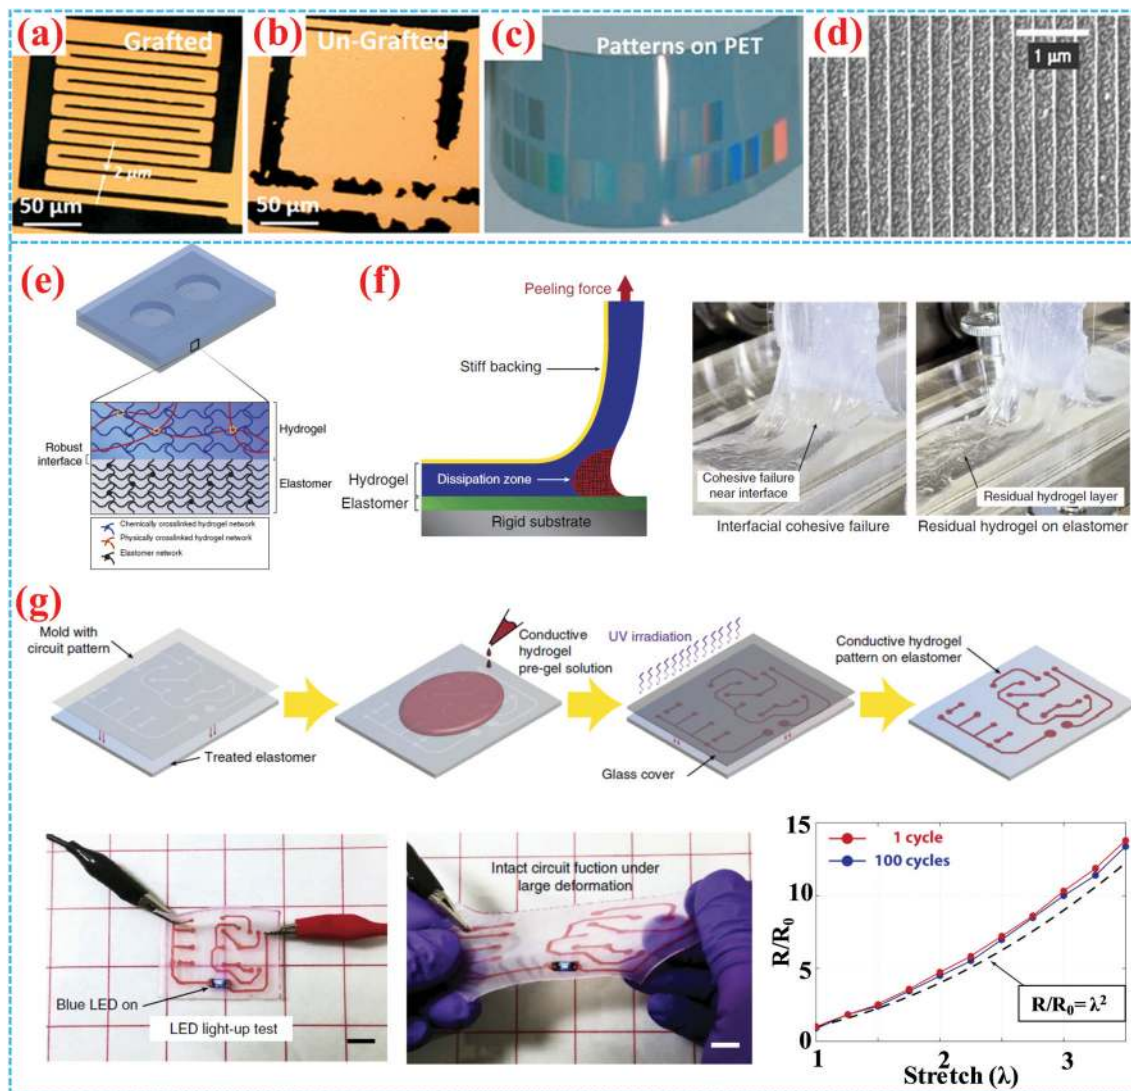 (a)
Grafted
2 μm
50 μm
(b)
Un-Grafted
50 μm
(c)
Patterns on PET
(d)
1 μm
(e)
Hydrogel
Robust
interface
Elastomer
Chemically crosslinked hydrogel network
Physically crosslinked hydrogel network
Elastomer network
(f)
Peeling force
Stiff backing
Hydrogel
Dissipation zone
Elastomer
Rigid substrate
Cohesive failure
near interface
Interfacial cohesive failure
Residual hydrogel layer
Residual hydrogel on elastomer
(g)
Mold with
circuit pattern
Treated elastomer
Conductive
hydrogel
pre-gel solution
UV irradiation
Glass cover
Conductive hydrogel
pattern on elastomer
Blue LED on
LED light-up test
Intact circuit fuction under
large deformation
15
10
5
0
R/R0
1 cycle
100 cycles
R/R0= λ2
1
2
3
Stretch (λ)